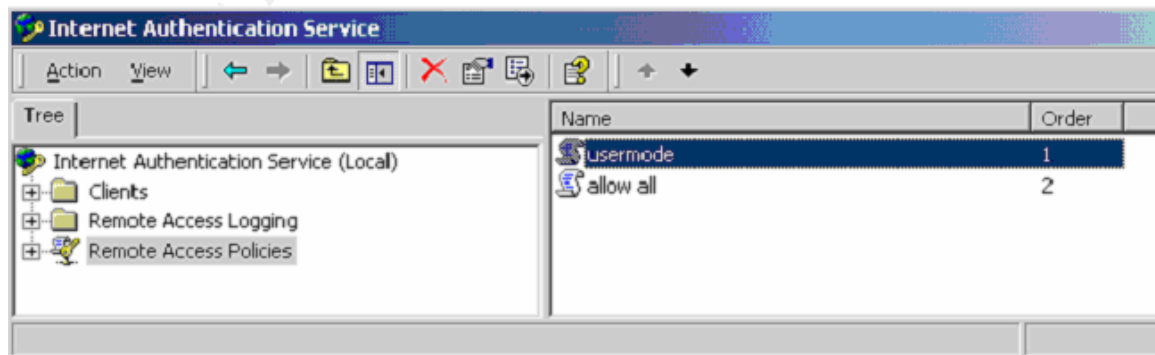 Internet Authentication Service
Action View
Tree
Name Order
Internet Authentication Service (Local)
Clients
Remote Access Logging
Remote Access Policies
usermode 1
allow all 2